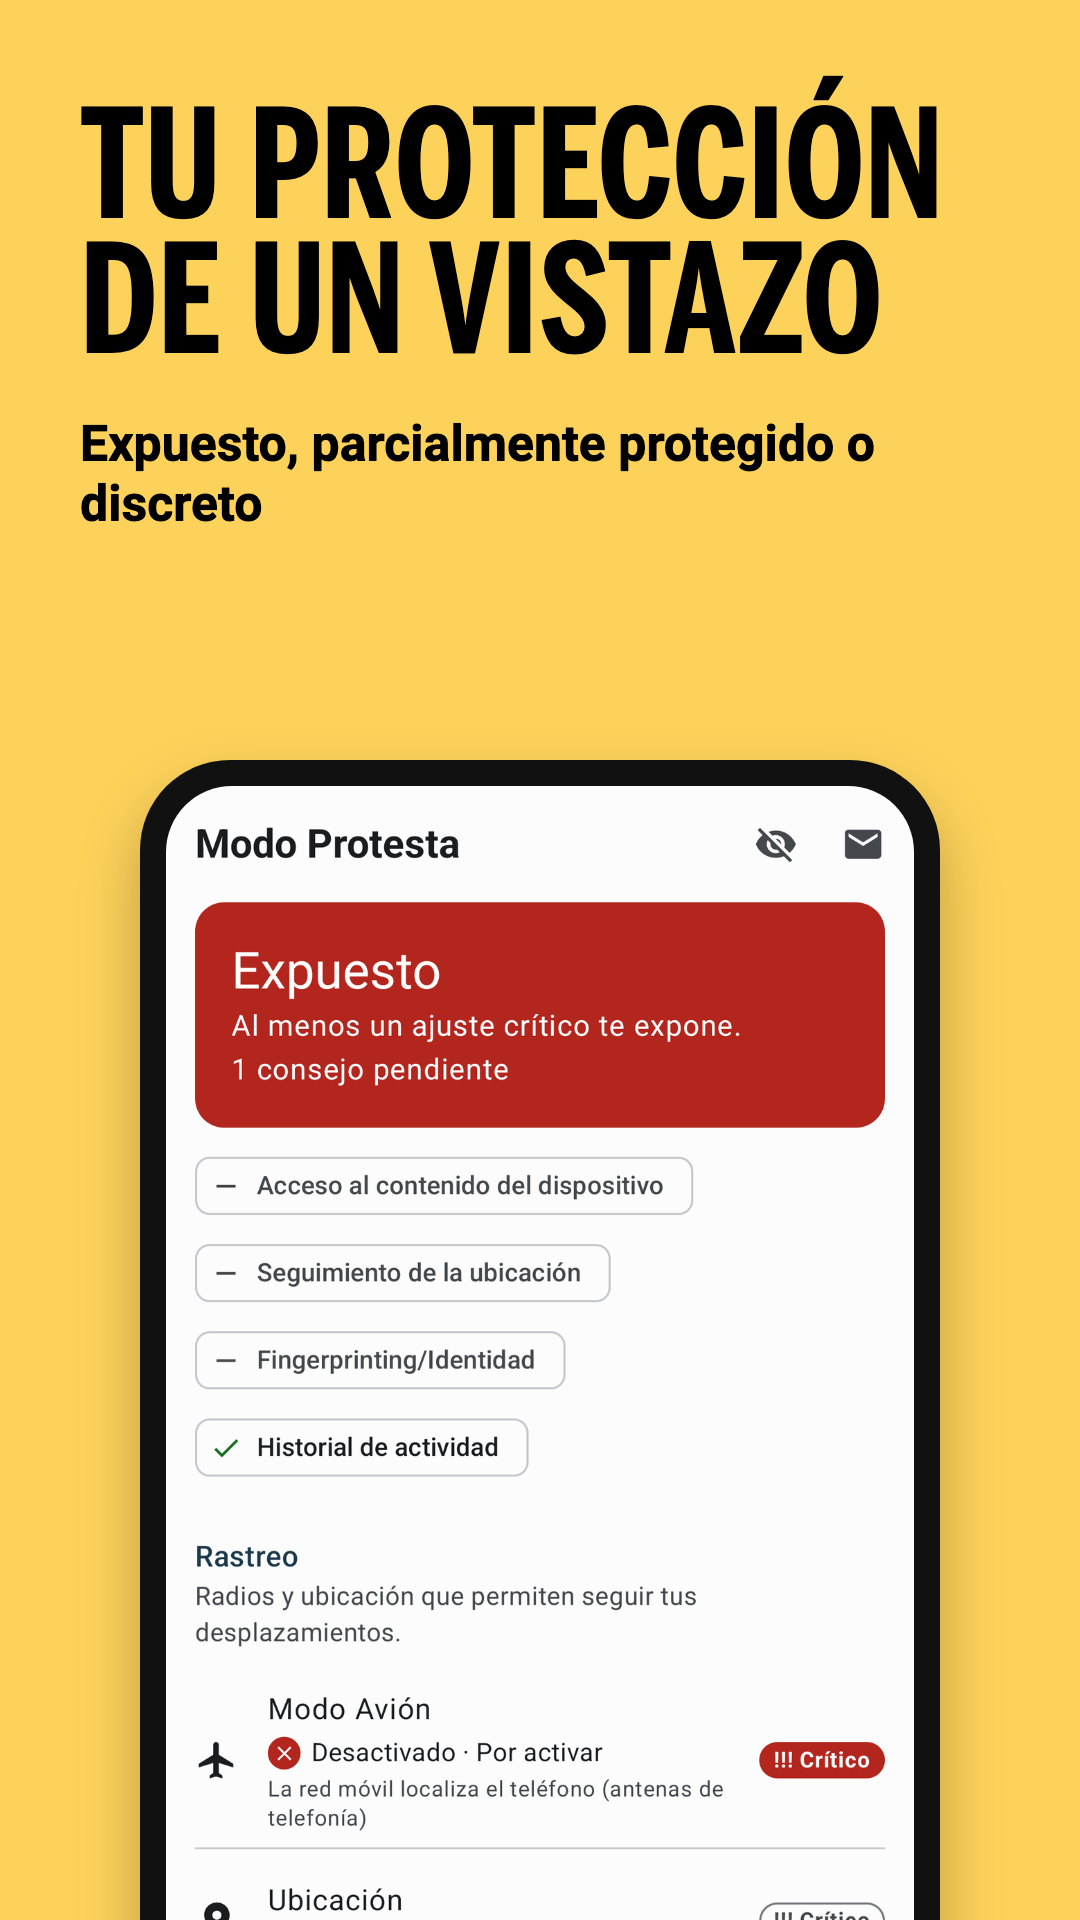 TU PROTECCIÓN
DE UN VISTAZO
Expuesto, parcialmente protegido o
discreto
Modo Protesta
Expuesto
Al menos un ajuste crítico te expone.
1 consejo pendiente
Acceso al contenido del dispositivo
Seguimiento de la ubicación
Fingerprinting/Identidad
Historial de actividad
Rastreo
Radios y ubicación que permiten seguir tus
desplazamientos.
Modo Avión
Desactivado · Por activar
!!! Crítico
La red móvil localiza el teléfono (antenas de
telefonía)
Ubicación
!!! Crítico